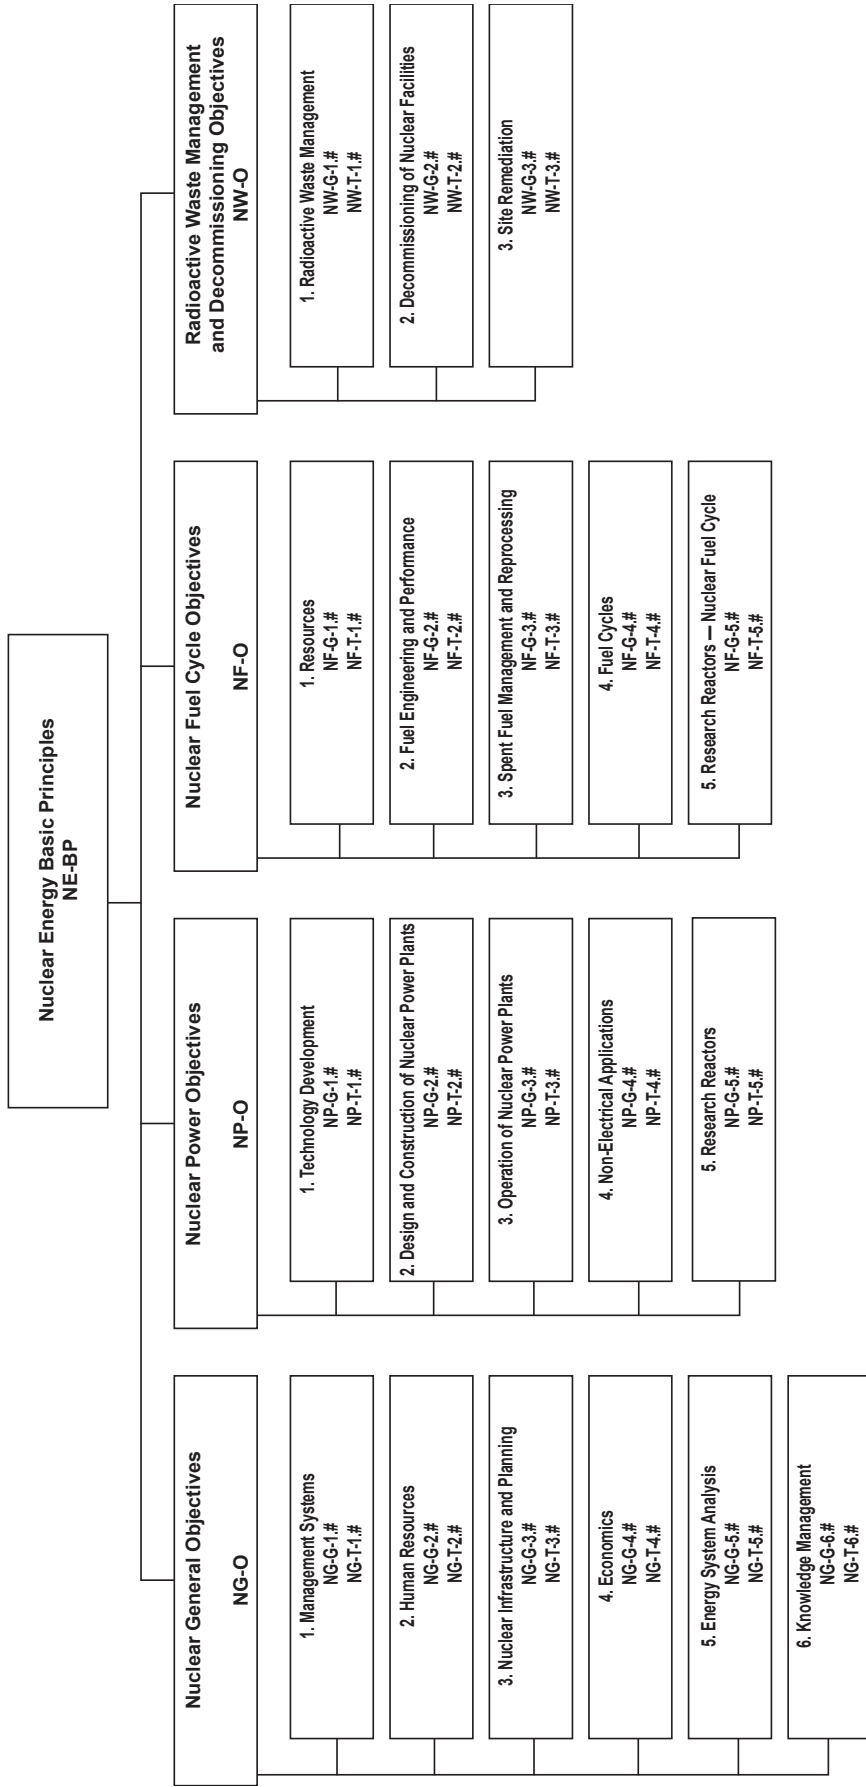 Nuclear Energy Basic Principles
NE-BP
Nuclear General Objectives
NG-O
1. Management Systems
NG-G-1.#
NG-T-1.#
2. Human Resources
NG-G-2.#
NG-T-2.#
3. Nuclear Infrastructure and Planning
NG-G-3.#
NG-T-3.#
4. Economics
NG-G-4.#
NG-T-4.#
5. Energy System Analysis
NG-G-5.#
NG-T-5.#
6. Knowledge Management
NG-G-6.#
NG-T-6.#
Nuclear Power Objectives
NP-O
1. Technology Development
NP-G-1.#
NP-T-1.#
2. Design and Construction of Nuclear Power Plants
NP-G-2.#
NP-T-2.#
3. Operation of Nuclear Power Plants
NP-G-3.#
NP-T-3.#
4. Non-Electrical Applications
NP-G-4.#
NP-T-4.#
5. Research Reactors
NP-G-5.#
NP-T-5.#
Nuclear Fuel Cycle Objectives
NF-O
1. Resources
NF-G-1.#
NF-T-1.#
2. Fuel Engineering and Performance
NF-G-2.#
NF-T-2.#
3. Spent Fuel Management and Reprocessing
NF-G-3.#
NF-T-3.#
4. Fuel Cycles
NF-G-4.#
NF-T-4.#
5. Research Reactors — Nuclear Fuel Cycle
NF-G-5.#
NF-T-5.#
Radioactive Waste Management
and Decommissioning Objectives
NW-O
1. Radioactive Waste Management
NW-G-1.#
NW-T-1.#
2. Decommissioning of Nuclear Facilities
NW-G-2.#
NW-T-2.#
3. Site Remediation
NW-G-3.#
NW-T-3.#